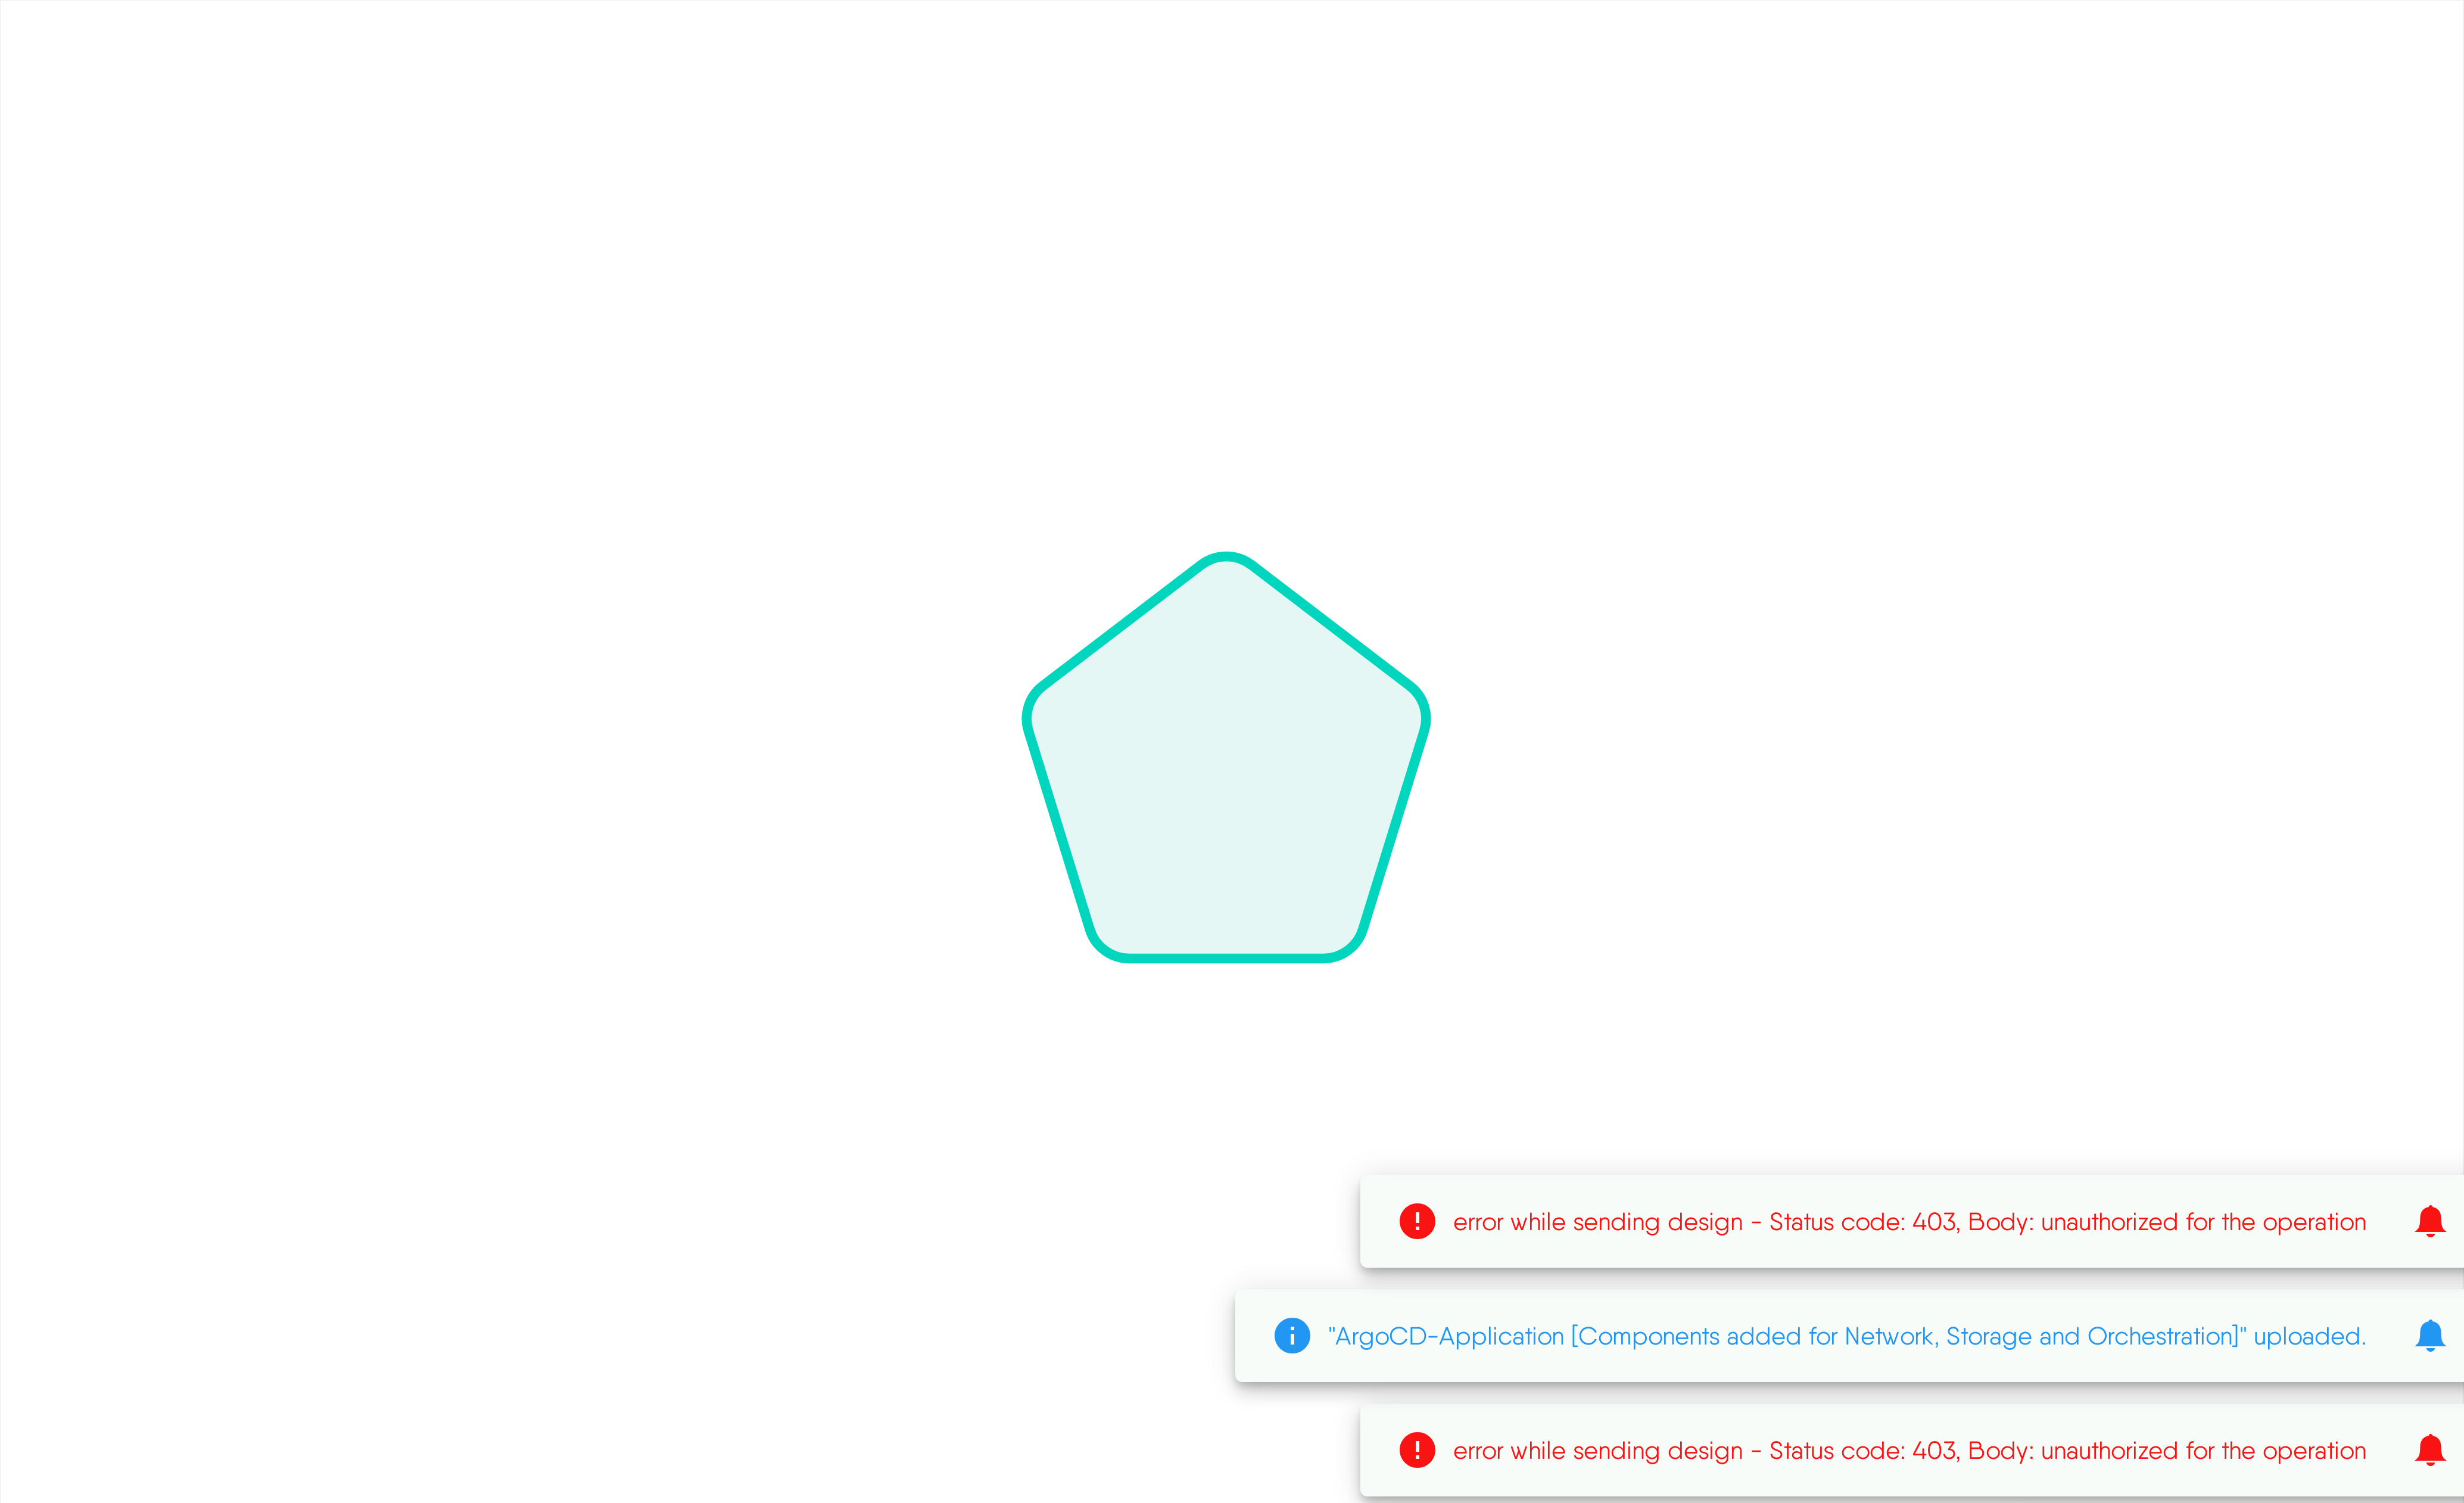 error while sending design - Status code: 403, Body: unauthorized for the operation
"ArgoCD-Application [Components added for Network, Storage and Orchestration]" uploaded.
error while sending design - Status code: 403, Body: unauthorized for the operation